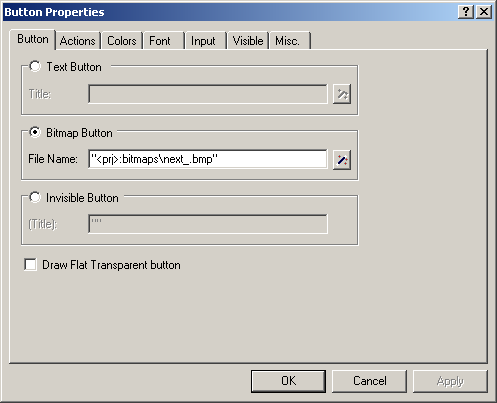 Button Properties
Button Actions Colors Font Input Visible Misc.
Text Button
Title:
Bitmap Button
File Name: "<prj>:bitmaps\next_.bmp"
Invisible Button
(Title): ""
Draw Flat Transparent button
OK Cancel Apply